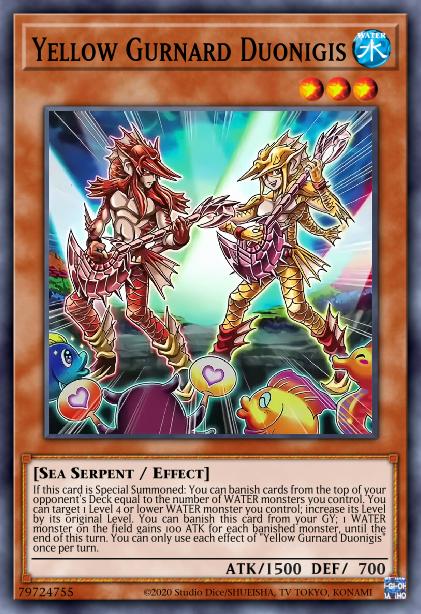 YELLOW GURNARD DUONIGIS
WATER
水
[SEA SERPENT / EFFECT]
If this card is Special Summoned: You can banish cards from the top of your
opponent's Deck equal to the number of WATER monsters you control. You
can target 1 Level 4 or lower WATER monster you control; increase its Level
by its original Level. You can banish this card from your GY; 1 WATER
monster on the field gains 100 ATK for each banished monster, until the
end of this turn. You can only use each effect of "Yellow Gurnard Duonigis"
once per turn.
ATK/1500 DEF/ 700
79724755
©2020 Studio Dice/SHUEISHA, TV TOKYO, KONAMI